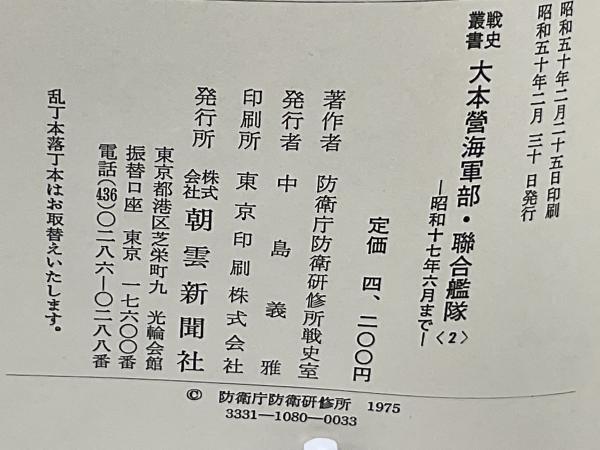 昭和五十年二月二十五日印刷
昭和五十年二月 三十 日発行
戦史叢書 大本營海軍部・聯合艦隊〈2〉
―昭和十七年六月まで―
定価 四、二〇〇円
著作者 防衛庁防衛研修所戦史室
発行者 中島義雅
印刷所 東京印刷株式会社
発行所 株式会社 朝雲新聞社
東京都港区芝栄町九 光輪会館
振替口座 東京 一七六〇〇番
電話(436)〇二八六―〇二八八番
乱丁本落丁本はお取替えいたします。
© 防衛庁防衛研修所 1975
3331―1080―0033